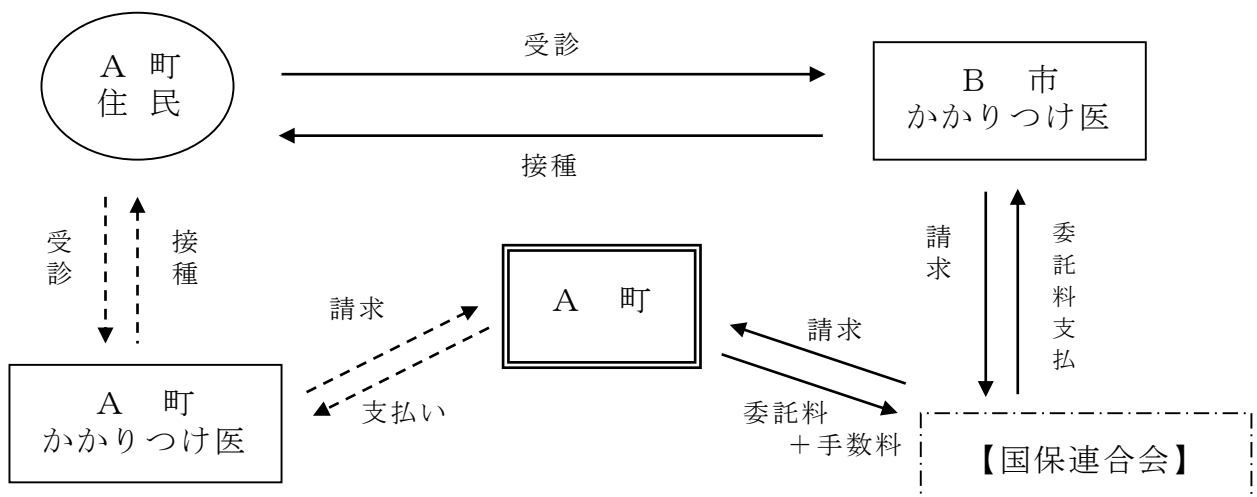 A 町
住 民
受診
B 市
かかりつけ医
接種
受診
接種
A 町
請求
支払い
請求
委託料
＋手数料
請求
委託料支払
A 町
かかりつけ医
【国保連合会】